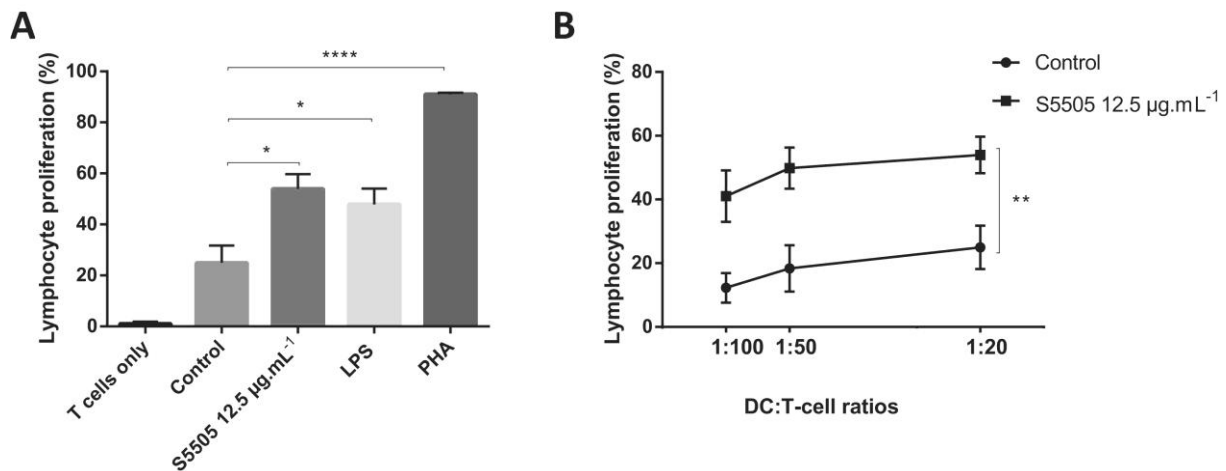 A
Lymphocyte proliferation (%)
100
80
60
40
20
0
****
*
*
T cells only
Control
S5505 12.5 µg.mL⁻¹
LPS
PHA
B
Lymphocyte proliferation (%)
80
60
40
20
0
Control
S5505 12.5 µg.mL⁻¹
**
1:100 1:50 1:20
DC:T-cell ratios